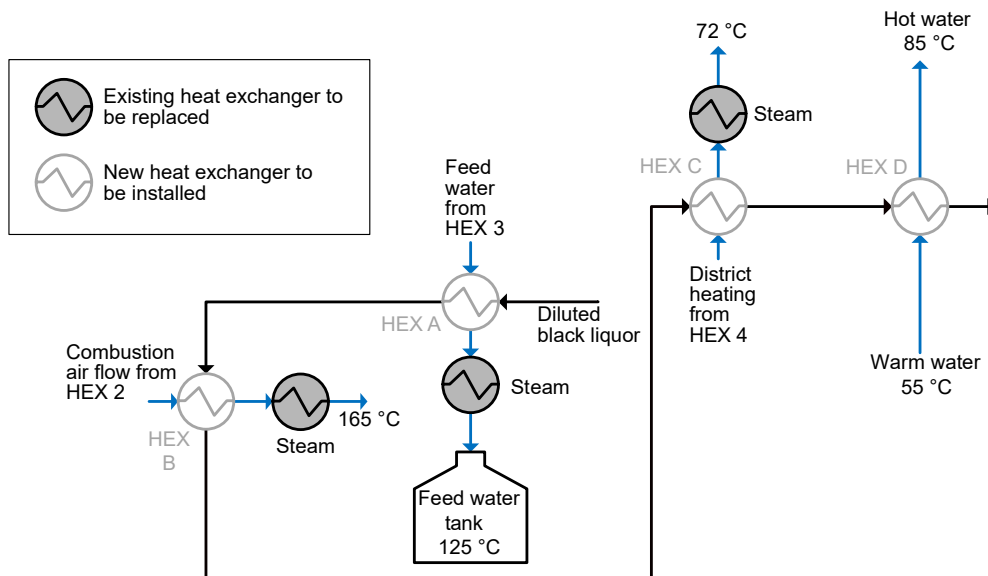 Existing heat exchanger to
be replaced
New heat exchanger to
be installed
72 °C
Steam
HEX C
Hot water
85 °C
HEX D
Feed
water
from
HEX 3
HEX A
Diluted
black liquor
District
heating
from
HEX 4
Warm water
55 °C
Combustion
air flow from
HEX 2
HEX
B
Steam
165 °C
Steam
Feed water
tank
125 °C